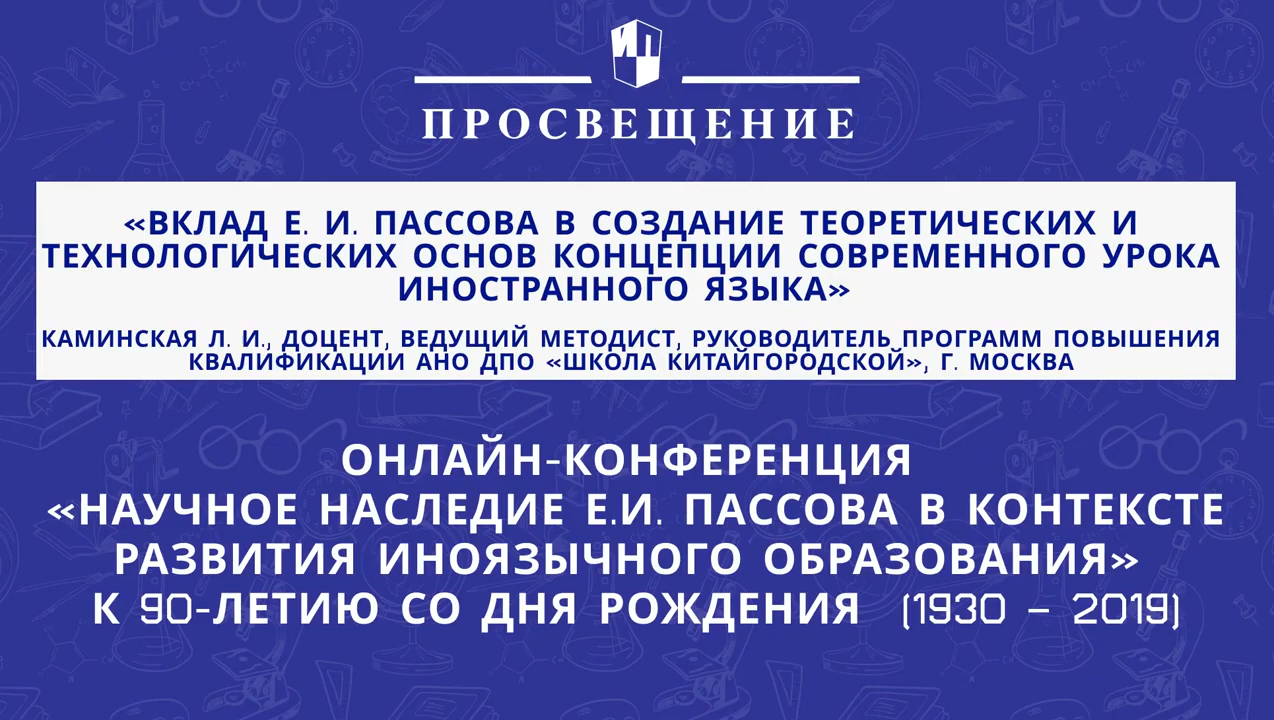 ИП
ПРОСВЕЩЕНИЕ
«ВКЛАД Е. И. ПАССОВА В СОЗДАНИЕ ТЕОРЕТИЧЕСКИХ И
ТЕХНОЛОГИЧЕСКИХ ОСНОВ КОНЦЕПЦИИ СОВРЕМЕННОГО УРОКА
ИНОСТРАННОГО ЯЗЫКА»
КАМИНСКАЯ Л. И., ДОЦЕНТ, ВЕДУЩИЙ МЕТОДИСТ, РУКОВОДИТЕЛЬ ПРОГРАММ ПОВЫШЕНИЯ
КВАЛИФИКАЦИИ АНО ДПО «ШКОЛА КИТАЙГОРОДСКОЙ», Г. МОСКВА
ОНЛАЙН-КОНФЕРЕНЦИЯ
«НАУЧНОЕ НАСЛЕДИЕ Е.И. ПАССОВА В КОНТЕКСТЕ
РАЗВИТИЯ ИНОЯЗЫЧНОГО ОБРАЗОВАНИЯ»
К 90-ЛЕТИЮ СО ДНЯ РОЖДЕНИЯ (1930 – 2019)